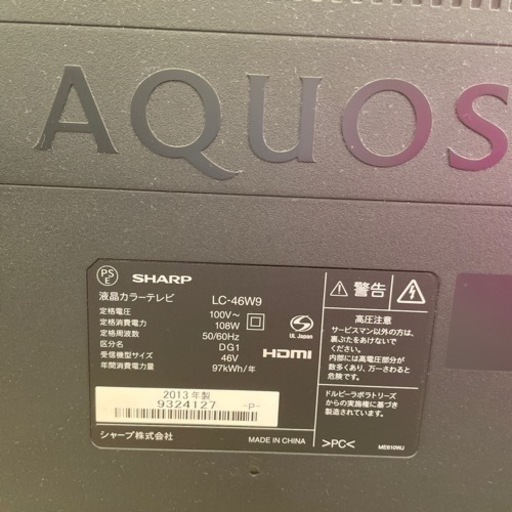 AQUOS
PS
E
SHARP
液晶カラーテレビ LC-46W9
定格電圧 100V～
定格消費電力 108W
定格周波数 50/60Hz
区分名 DG1
受信機型サイズ 46V
年間消費電力量 97kWh/年
S
UL Japan
HDMI
2013年製
9324127 -P-
シャープ株式会社
MADE IN CHINA
警告
高圧注意
サービスマン以外の方は、
裏ぶたをあけないで
ください。
内部には高電圧部分が
数多くあり、万一さわると
危険です。
ドルビーラボラトリーズ
からの実施権に基づき
製造されています。
>PC<